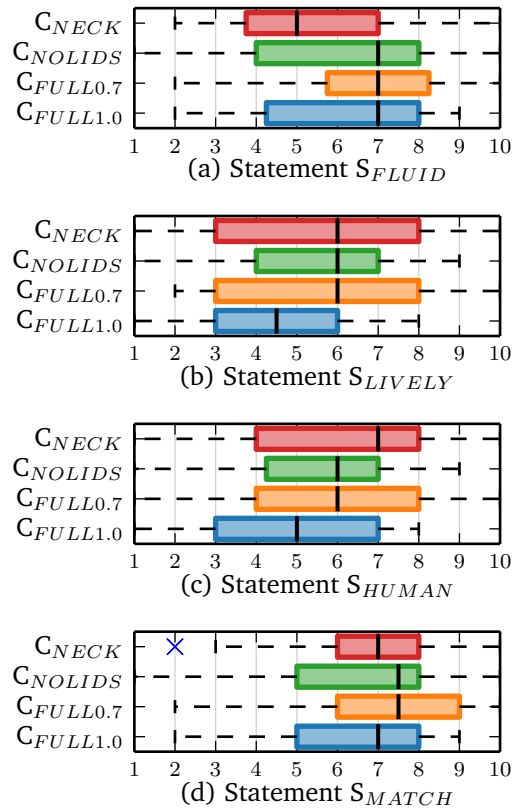 C_NECK
C_NOLIDS
C_FULL0.7
C_FULL1.0
1 2 3 4 5 6 7 8 9 10
(a) Statement S_FLUID
C_NECK
C_NOLIDS
C_FULL0.7
C_FULL1.0
1 2 3 4 5 6 7 8 9 10
(b) Statement S_LIVELY
C_NECK
C_NOLIDS
C_FULL0.7
C_FULL1.0
1 2 3 4 5 6 7 8 9 10
(c) Statement S_HUMAN
C_NECK
C_NOLIDS
C_FULL0.7
C_FULL1.0
1 2 3 4 5 6 7 8 9 10
(d) Statement S_MATCH